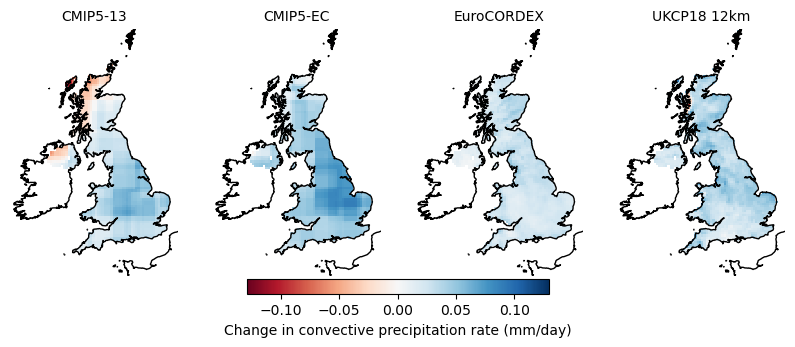 CMIP5-13 CMIP5-EC EuroCORDEX UKCP18 12km
−0.10 −0.05 0.00 0.05 0.10
Change in convective precipitation rate (mm/day)